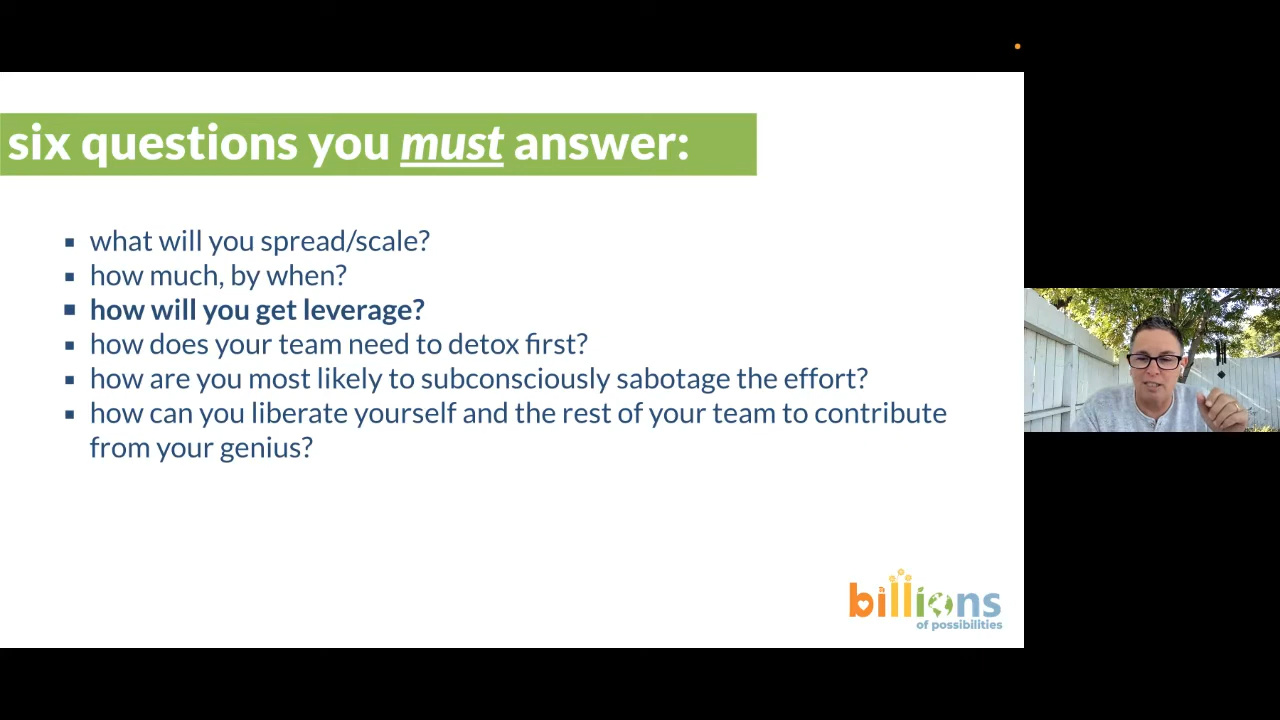 six questions you must answer:
what will you spread/scale?
how much, by when?
how will you get leverage?
how does your team need to detox first?
how are you most likely to subconsciously sabotage the effort?
how can you liberate yourself and the rest of your team to contribute
from your genius?
billions
of possibilities